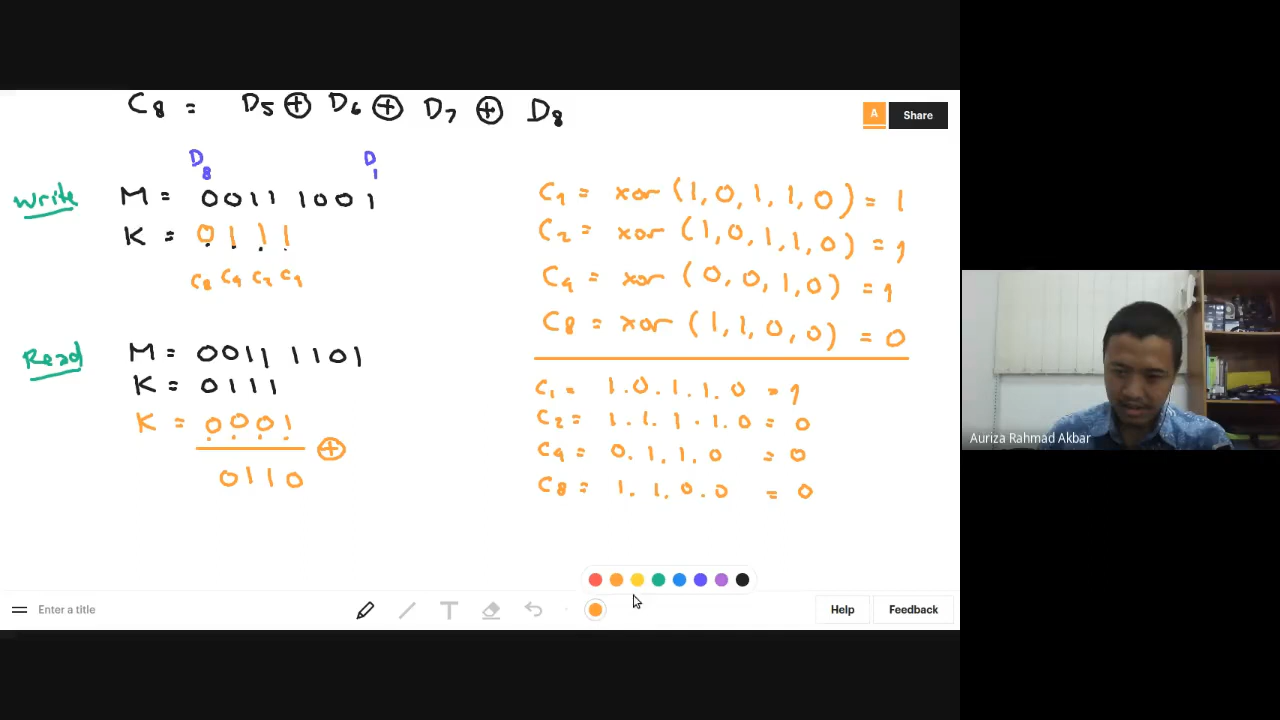 C8 = D5 ⊕ D6 ⊕ D7 ⊕ D8
A Share
D8 D1
Write M = 0011 1001
K = 0111
C8 C4 C2 C1
C1 = xor (1,0,1,1,0) = 1
C2 = xor (1,0,1,1,0) = 1
C4 = xor (0,0,1,0) = 1
C8 = xor (1,1,0,0) = 0
Read M = 0011 1101
K = 0111
K = 0001
⊕
0110
C1 = 1.0.1.1.0 = 1
C2 = 1.1.1.1.0 = 0
C4 = 0.1.1.0 = 0
C8 = 1.1.0.0 = 0
Auriza Rahmad Akbar
Enter a title
T
Help
Feedback